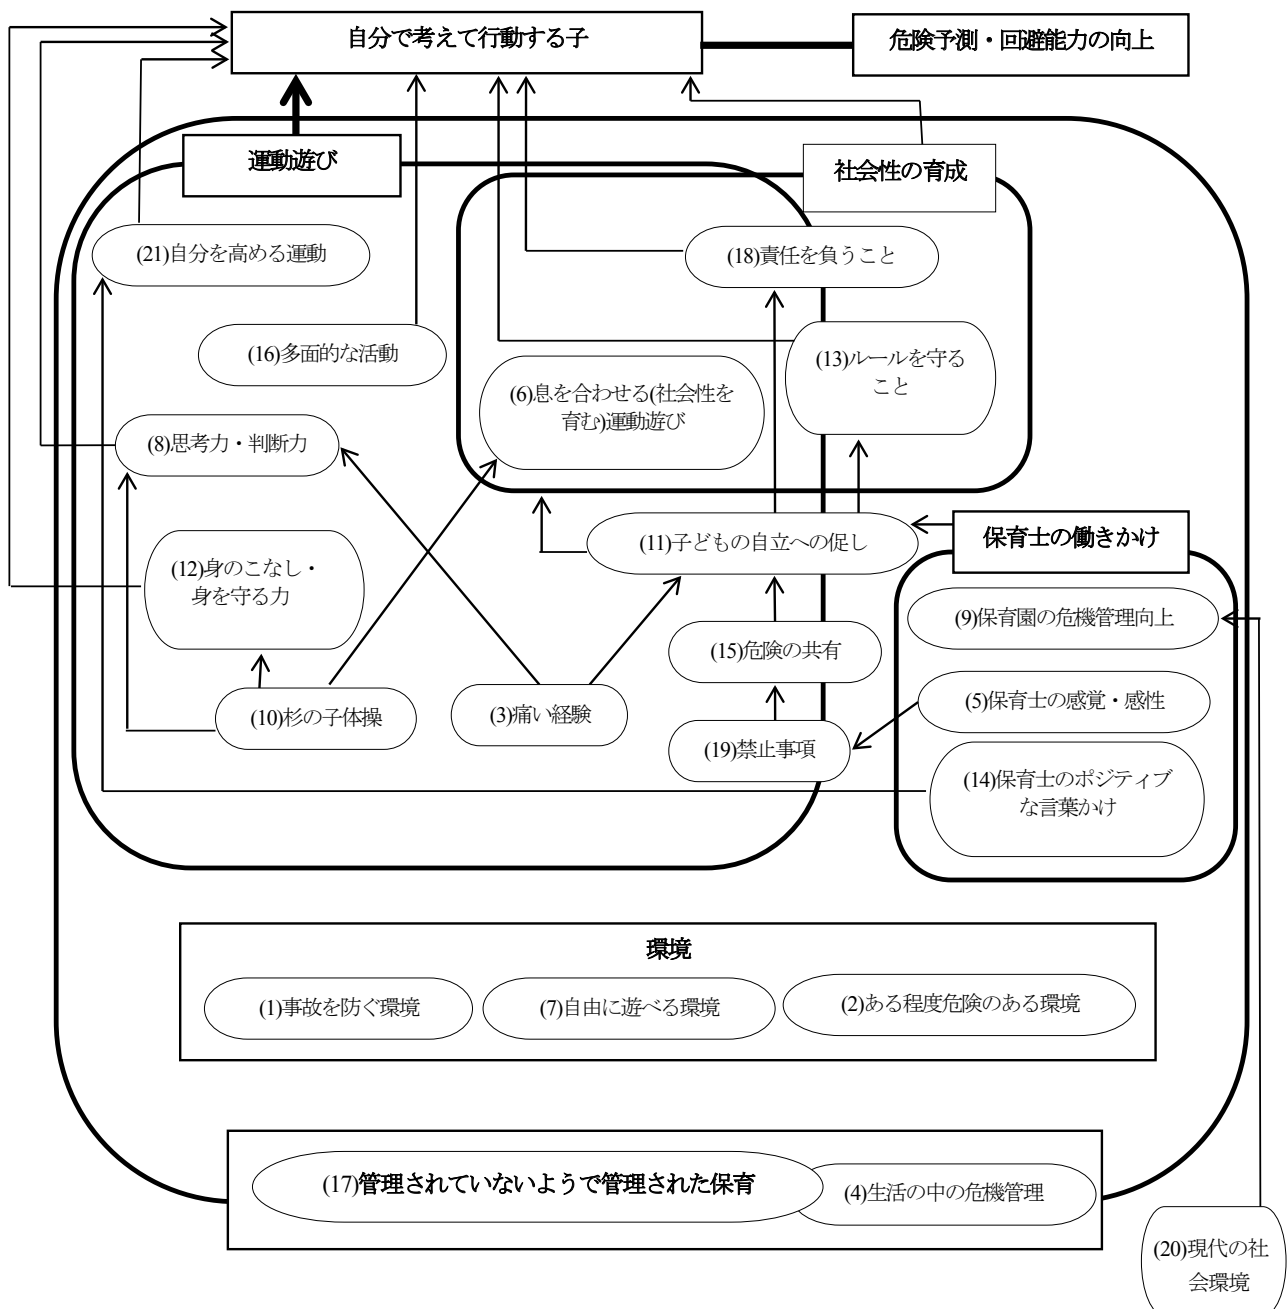 自分で考えて行動する子
危険予測・回避能力の向上
運動遊び
社会性の育成
(21)自分を高める運動
(18)責任を負うこと
(16)多面的な活動
(13)ルールを守る
こと
(6)息を合わせる(社会性を
育む)運動遊び
(8)思考力・判断力
(11)子どもの自立への促し
保育士の働きかけ
(12)身のこなし・
身を守る力
(9)保育園の危機管理向上
(15)危険の共有
(5)保育士の感覚・感性
(10)杉の子体操
(3)痛い経験
(19)禁止事項
(14)保育士のポジティブ
な言葉かけ
環境
(1)事故を防ぐ環境
(7)自由に遊べる環境
(2)ある程度危険のある環境
(17)管理されていないようで管理された保育
(4)生活の中の危機管理
(20)現代の社
会環境